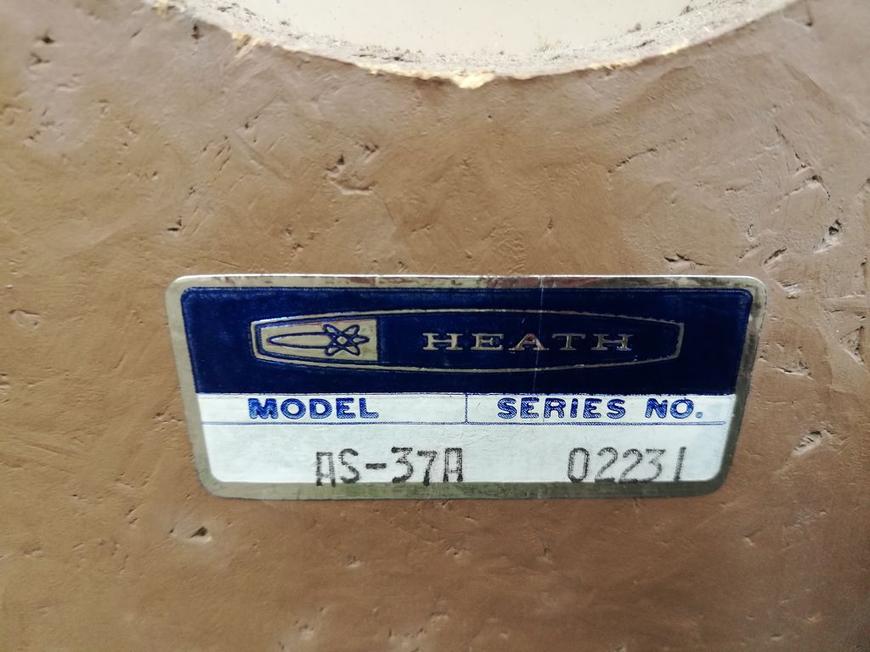 HEATH
MODEL SERIES NO.
AS-37A 02231